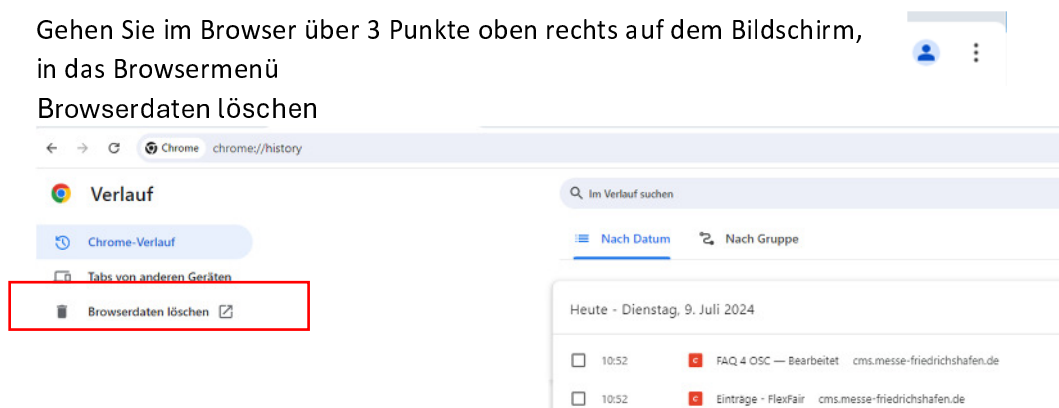 Gehen Sie im Browser über 3 Punkte oben rechts auf dem Bildschirm,
in das Browsermenü
Browserdaten löschen
Chrome chrome://history
Verlauf
Im Verlauf suchen
Chrome-Verlauf
Nach Datum Nach Gruppe
Tabs von anderen Geräten
Browserdaten löschen
Heute - Dienstag, 9. Juli 2024
10:52 FAQ 4 OSC — Bearbeitet cms.messe-friedrichshafen.de
10:52 Einträge - FlexFair cms.messe-friedrichshafen.de